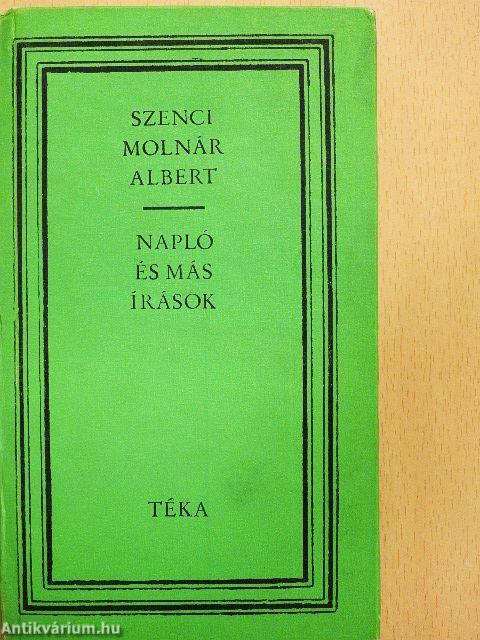 SZENCI
MOLNÁR
ALBERT
NAPLÓ
ÉS MÁS
ÍRÁSOK
TÉKA
Antikvárium.hu